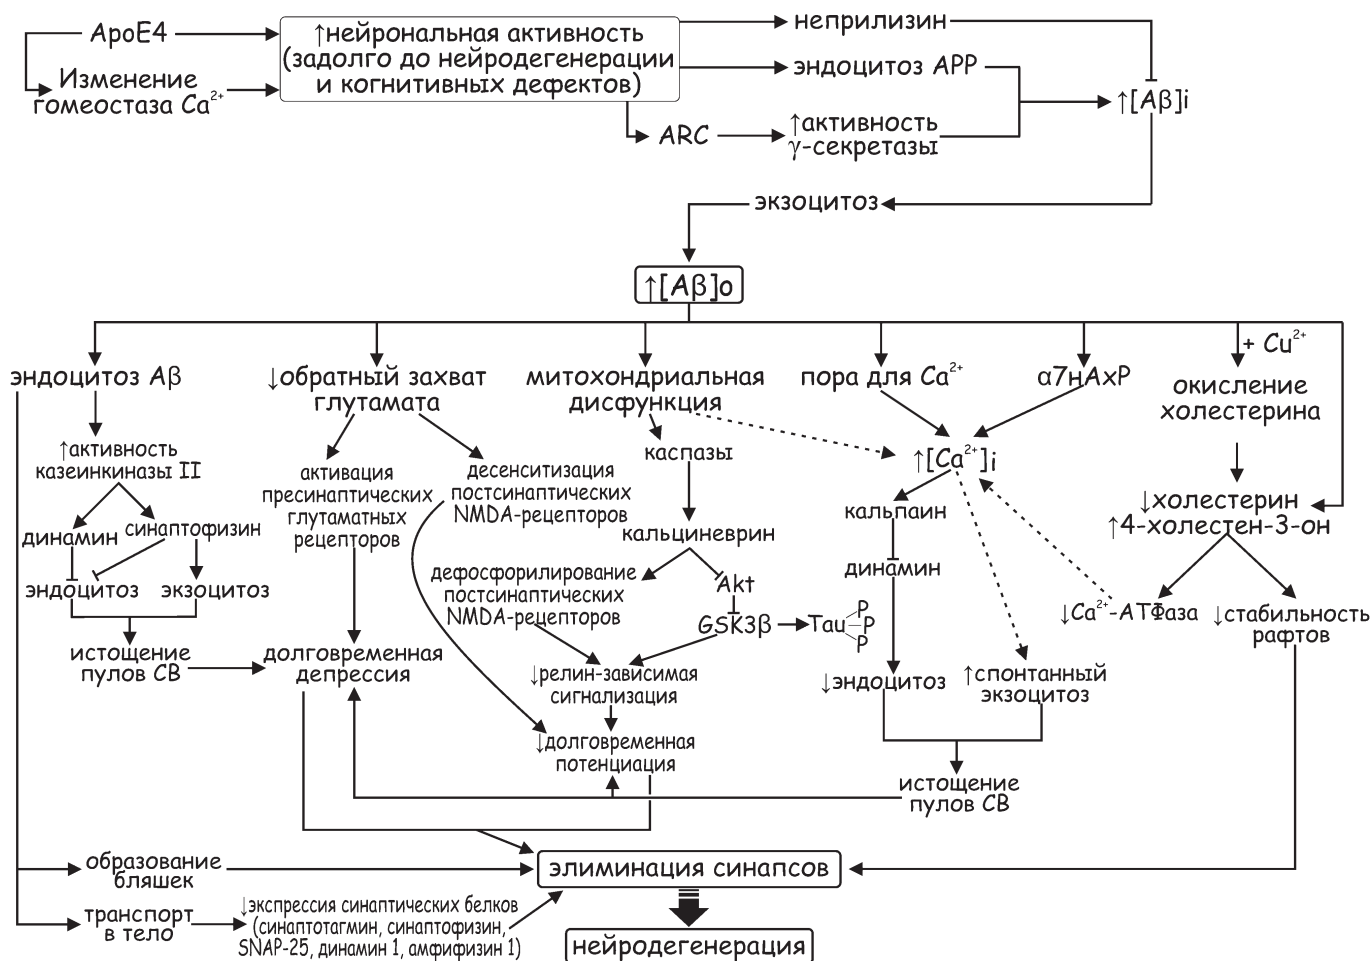 ApoE4
Изменение
гомеостаза Ca²⁺
↑нейрональная активность
(задолго до нейродегенерации
и когнитивных дефектов)
неприлизин
эндоцитоз APP
ARC
↑активность
γ-секретазы
↑[Aβ]i
экзоцитоз
↑[Aβ]o
эндоцитоз Aβ
↑активность
казеинкиназы II
динамин
синаптофизин
эндоцитоз
экзоцитоз
истощение
пулов СВ
↓обратный захват
глутамата
активация
пресинаптических
глутаматных
рецепторов
десенситизация
постсинаптических
NMDA-рецепторов
долговременная
депрессия
митохондриальная
дисфункция
каспазы
кальциневрин
дефосфорилирование
постсинаптических
NMDA-рецепторов
Akt
GSK3β
Tau
P
P
P
↓релин-зависимая
сигнализация
↓долговременная
потенциация
пора для Ca²⁺
α7нАхР
↑[Ca²⁺]i
кальпаин
динамин
↓эндоцитоз
↑спонтанный
экзоцитоз
истощение
пулов СВ
+ Cu²⁺
окисление
холестерина
↓холестерин
↑4-холестен-3-он
↓Ca²⁺-АТФаза
↓стабильность
рафтов
образование
бляшек
транспорт
в тело
↓экспрессия синаптических белков
(синаптотагмин, синаптофизин,
SNAP-25, динамин 1, амфифизин 1)
элиминация синапсов
нейродегенерация